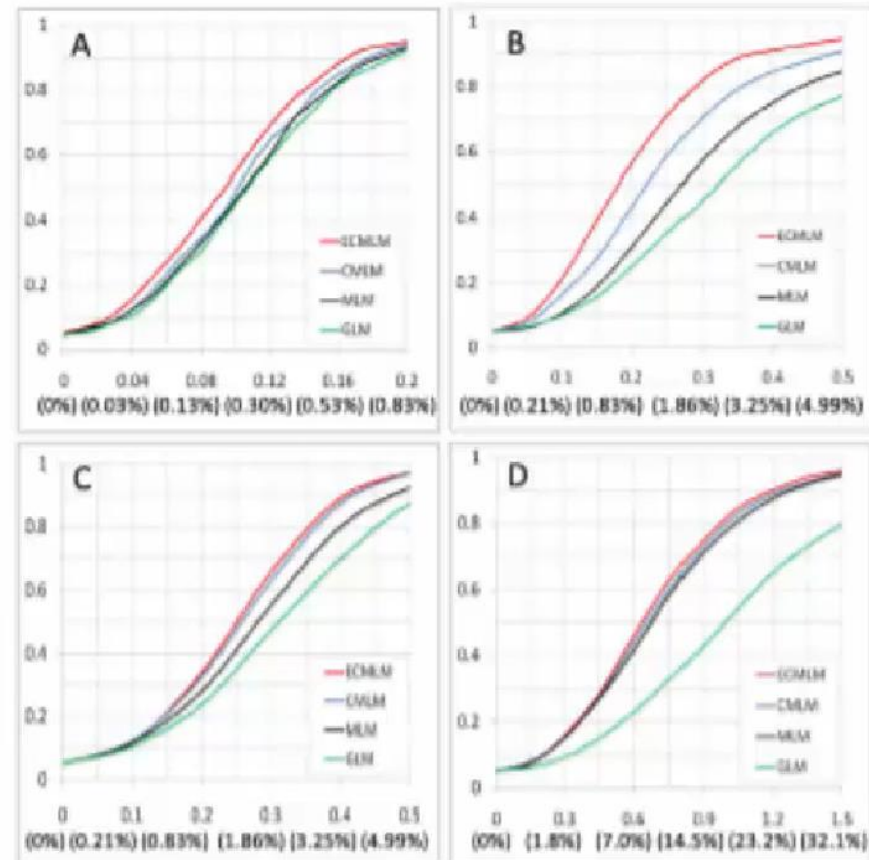 A
1
0.8
0.6
0.4
0.2
0
ECMLM
CMLM
MLM
GLM
0 0.04 0.08 0.12 0.16 0.2
(0%) (0.03%) (0.13%) (0.30%) (0.53%) (0.83%)
B
1
0.8
0.6
0.4
0.2
0
ECMLM
CMLM
MLM
GLM
0 0.1 0.2 0.3 0.4 0.5
(0%) (0.21%) (0.83%) (1.86%) (3.25%) (4.99%)
C
1
0.8
0.6
0.4
0.2
0
ECMLM
CMLM
MLM
GLM
0 0.1 0.2 0.3 0.4 0.5
(0%) (0.21%) (0.83%) (1.86%) (3.25%) (4.99%)
D
1
0.8
0.6
0.4
0.2
0
ECMLM
CMLM
MLM
GLM
0 0.3 0.6 0.9 1.2 1.5
(0%) (1.8%) (7.0%) (14.5%) (23.2%) (32.1%)